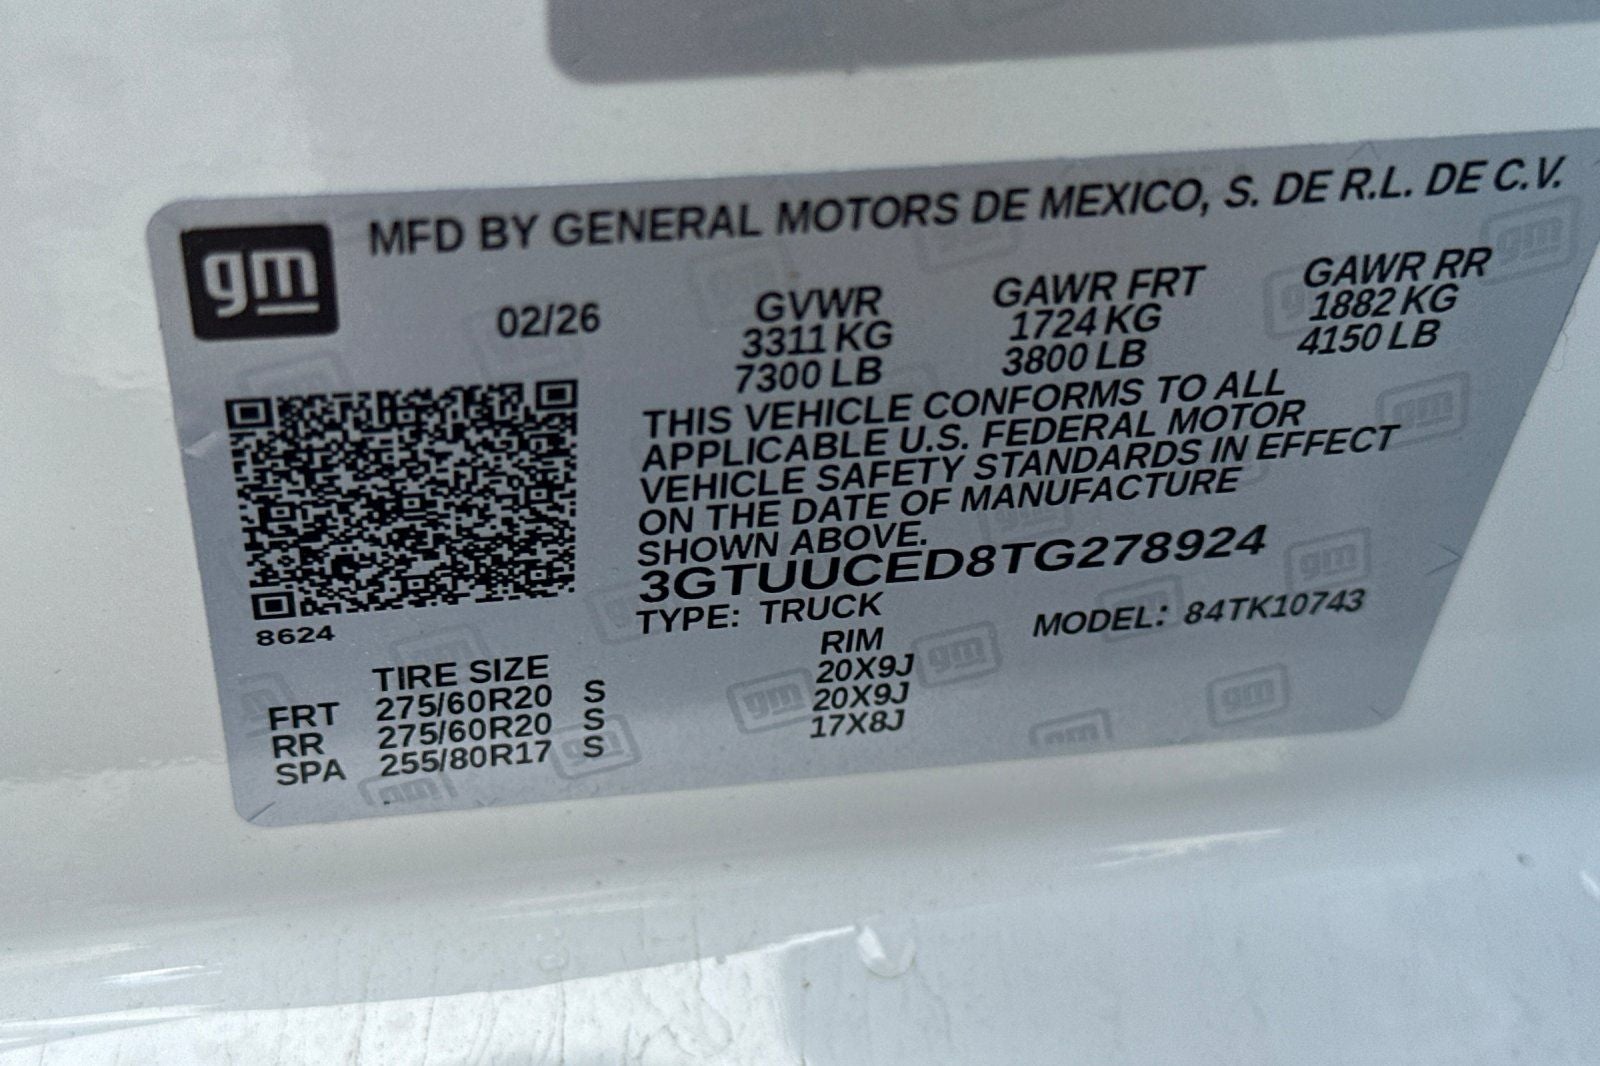 gm MFD BY GENERAL MOTORS DE MEXICO, S. DE R.L. DE C.V.
02/26 GVWR GAWR FRT GAWR RR
3311 KG 1724 KG 1882 KG
7300 LB 3800 LB 4150 LB
THIS VEHICLE CONFORMS TO ALL
APPLICABLE U.S. FEDERAL MOTOR
VEHICLE SAFETY STANDARDS IN EFFECT
ON THE DATE OF MANUFACTURE
SHOWN ABOVE.
3GTUUCED8TG278924
TYPE: TRUCK MODEL: 84TK10743
8624
TIRE SIZE RIM
FRT 275/60R20 S 20X9J
RR 275/60R20 S 20X9J
SPA 255/80R17 S 17X8J